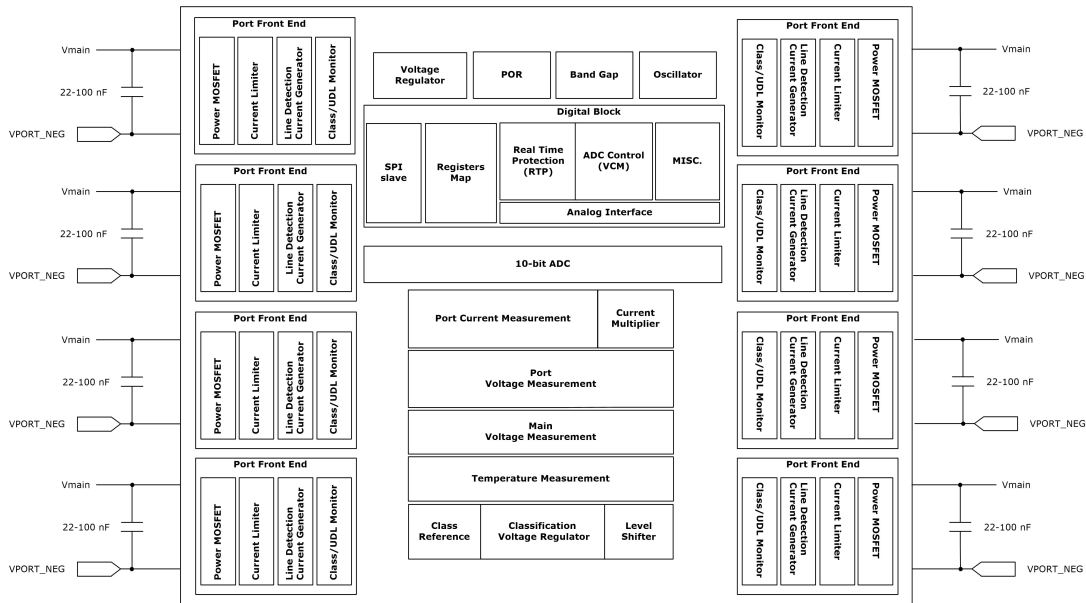 Port Front End
Vmain
22-100 nF
VPORT_NEG
Power MOSFET
Current Limiter
Line Detection
Current Generator
Class/UDL Monitor
Port Front End
Vmain
22-100 nF
VPORT_NEG
Power MOSFET
Current Limiter
Line Detection
Current Generator
Class/UDL Monitor
Port Front End
Vmain
22-100 nF
VPORT_NEG
Power MOSFET
Current Limiter
Line Detection
Current Generator
Class/UDL Monitor
Port Front End
Vmain
22-100 nF
VPORT_NEG
Power MOSFET
Current Limiter
Line Detection
Current Generator
Class/UDL Monitor
Voltage
Regulator
POR
Band Gap
Oscillator
Digital Block
SPI
slave
Registers
Map
Real Time
Protection
(RTP)
ADC Control
(VCM)
MISC.
Analog Interface
10-bit ADC
Port Current Measurement
Current
Multiplier
Port
Voltage Measurement
Main
Voltage Measurement
Temperature Measurement
Class
Reference
Classification
Voltage Regulator
Level
Shifter
Port Front End
Class/UDL Monitor
Line Detection
Current Generator
Current Limiter
Power MOSFET
Vmain
22-100 nF
VPORT_NEG
Port Front End
Class/UDL Monitor
Line Detection
Current Generator
Current Limiter
Power MOSFET
Vmain
22-100 nF
VPORT_NEG
Port Front End
Class/UDL Monitor
Line Detection
Current Generator
Current Limiter
Power MOSFET
Vmain
22-100 nF
VPORT_NEG
Port Front End
Class/UDL Monitor
Line Detection
Current Generator
Current Limiter
Power MOSFET
Vmain
22-100 nF
VPORT_NEG